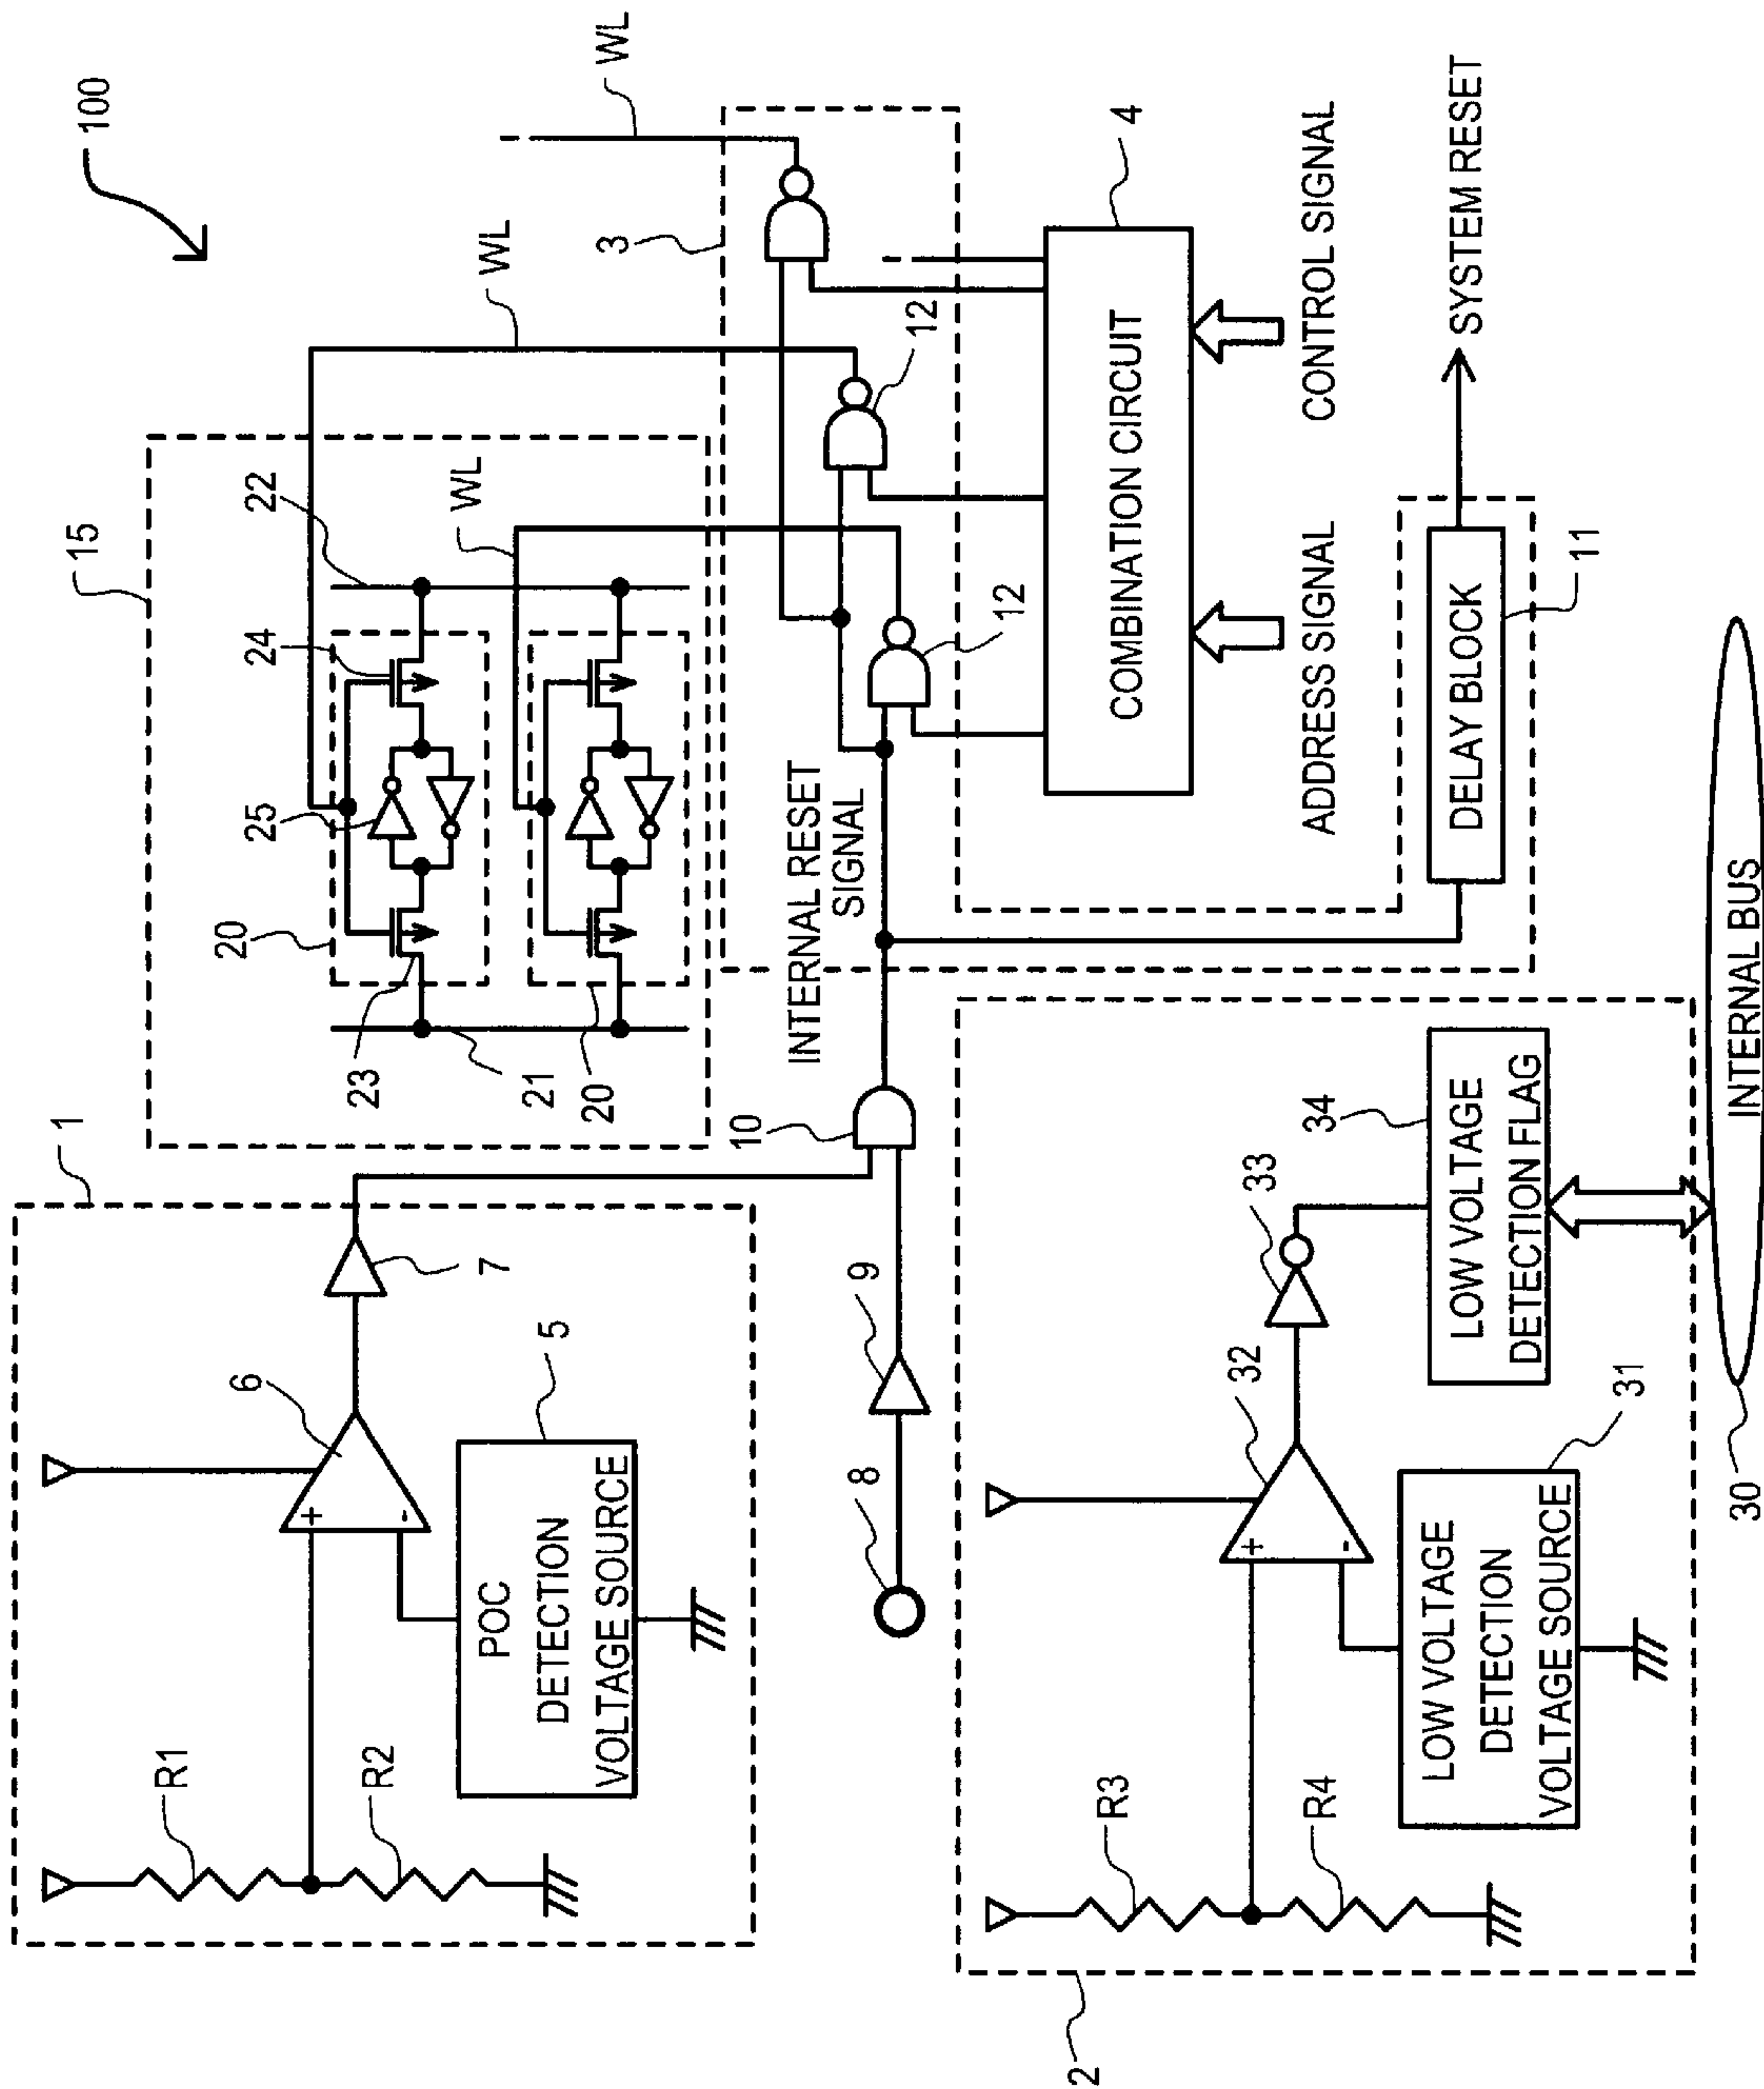 100
1
R1
R2
6
7
POC
DETECTION
VOLTAGE SOURCE
5
+
-
15
20
23
21
20
25
24
22
WL
WL
WL
3
8
9
10
INTERNAL RESET
SIGNAL
12
12
COMBINATION CIRCUIT
4
ADDRESS SIGNAL
CONTROL SIGNAL
DELAY BLOCK
11
SYSTEM RESET
2
R3
R4
32
33
+
-
LOW VOLTAGE
DETECTION
VOLTAGE SOURCE
31
LOW VOLTAGE
DETECTION FLAG
34
INTERNAL BUS
30